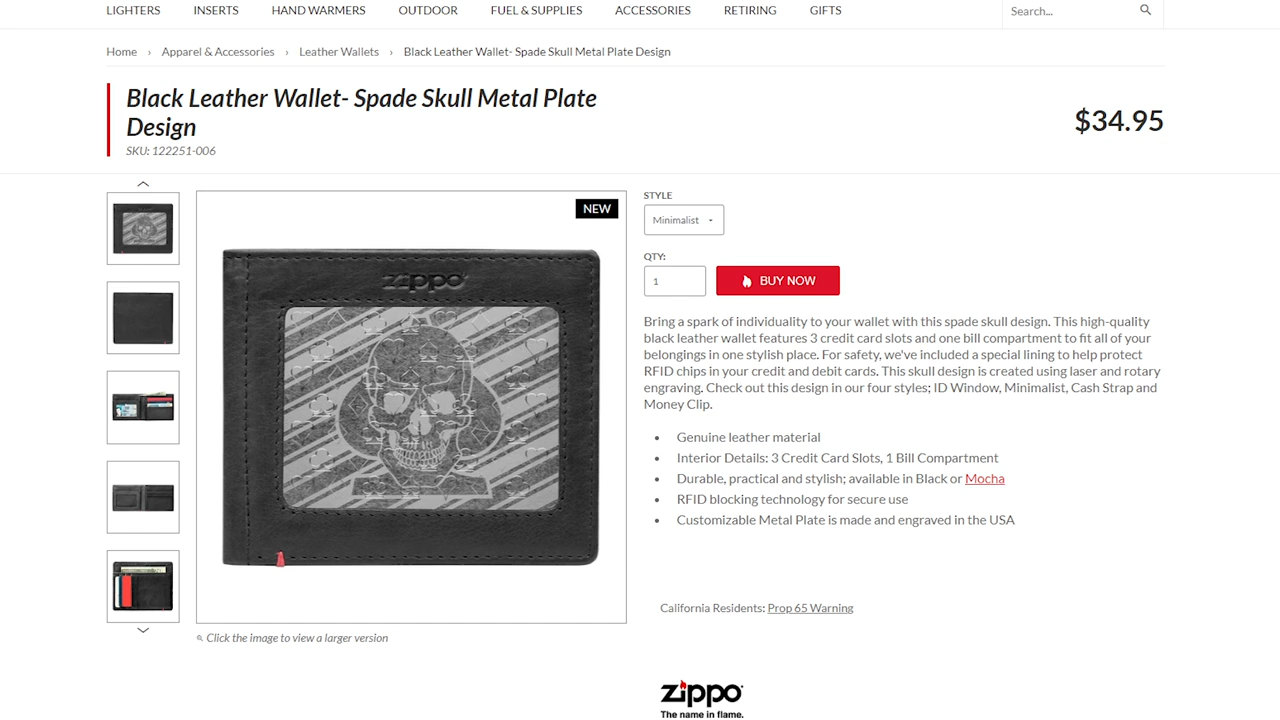 LIGHTERS INSERTS HAND WARMERS OUTDOOR FUEL & SUPPLIES ACCESSORIES RETIRING GIFTS Search...
Home › Apparel & Accessories › Leather Wallets › Black Leather Wallet- Spade Skull Metal Plate Design
Black Leather Wallet- Spade Skull Metal Plate
Design
SKU: 122251-006
$34.95
NEW
zippo
Click the image to view a larger version
STYLE
Minimalist
QTY:
1 BUY NOW
Bring a spark of individuality to your wallet with this spade skull design. This high-quality
black leather wallet features 3 credit card slots and one bill compartment to fit all of your
belongings in one stylish place. For safety, we've included a special lining to help protect
RFID chips in your credit and debit cards. This skull design is created using laser and rotary
engraving. Check out this design in our four styles; ID Window, Minimalist, Cash Strap and
Money Clip.
• Genuine leather material
• Interior Details: 3 Credit Card Slots, 1 Bill Compartment
• Durable, practical and stylish; available in Black or Mocha
• RFID blocking technology for secure use
• Customizable Metal Plate is made and engraved in the USA
California Residents: Prop 65 Warning
zippo
The name in flame.